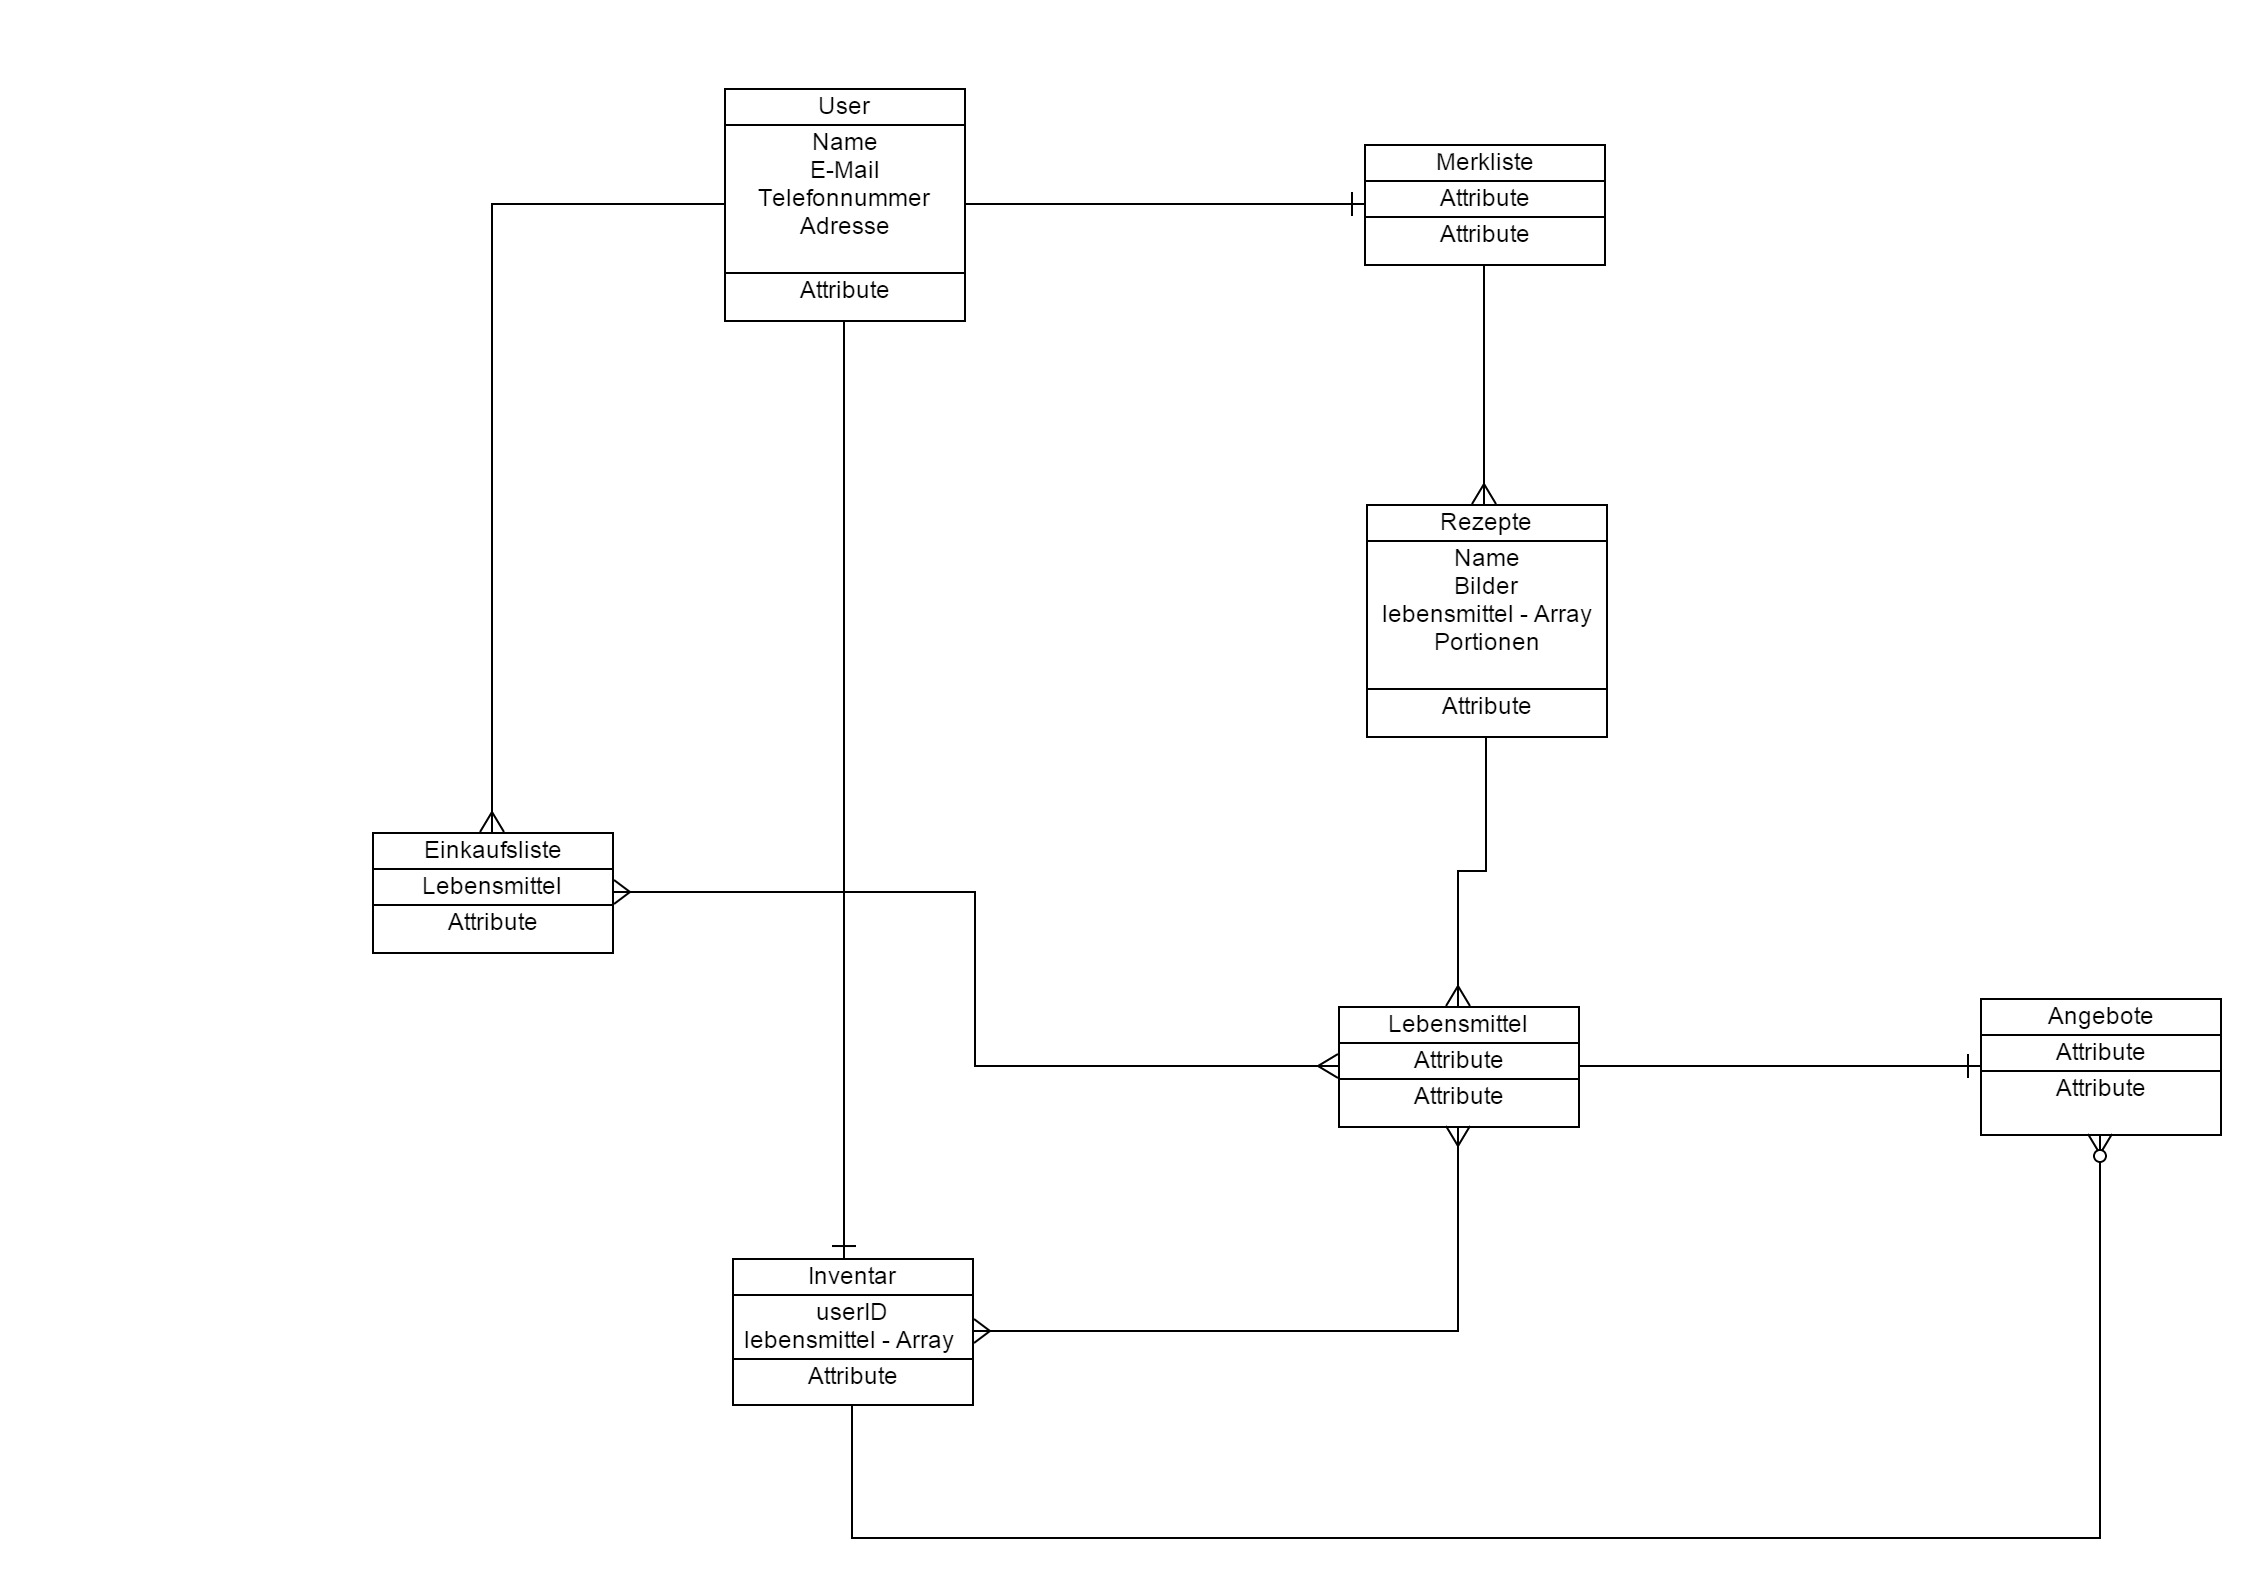 User
Name
E-Mail
Telefonnummer
Adresse
Attribute
Merkliste
Attribute
Attribute
Rezepte
Name
Bilder
lebensmittel - Array
Portionen
Attribute
Einkaufsliste
Lebensmittel
Attribute
Lebensmittel
Attribute
Attribute
Angebote
Attribute
Attribute
Inventar
userID
lebensmittel - Array
Attribute